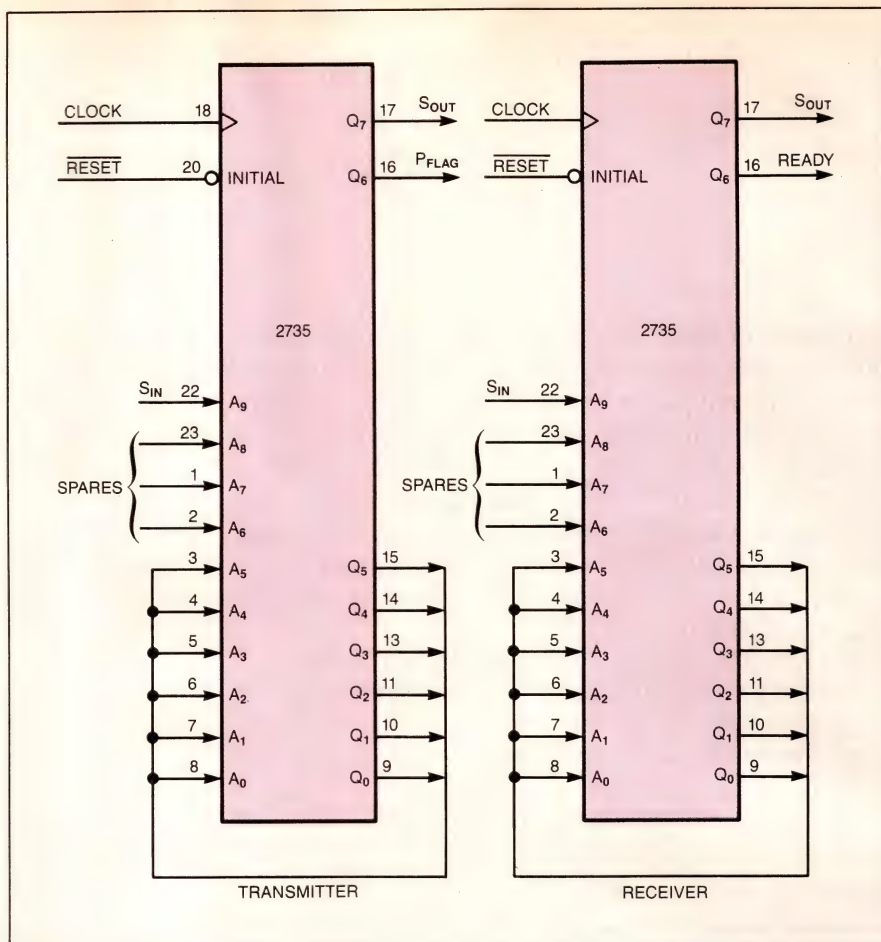 CLOCK 18 Q7 17 SOUT
RESET 20 INITIAL Q6 16 PFLAG
2735
SIN 22 A9
23 A8
SPARES 1 A7
2 A6
3 A5 Q5 15
4 A4 Q4 14
5 A3 Q3 13
6 A2 Q2 11
7 A1 Q1 10
8 A0 Q0 9
TRANSMITTER
CLOCK Q7 17 SOUT
RESET INITIAL Q6 16 READY
2735
SIN 22 A9
23 A8
SPARES 1 A7
2 A6
3 A5 Q5 15
4 A4 Q4 14
5 A3 Q3 13
6 A2 Q2 11
7 A1 Q1 10
8 A0 Q0 9
RECEIVER